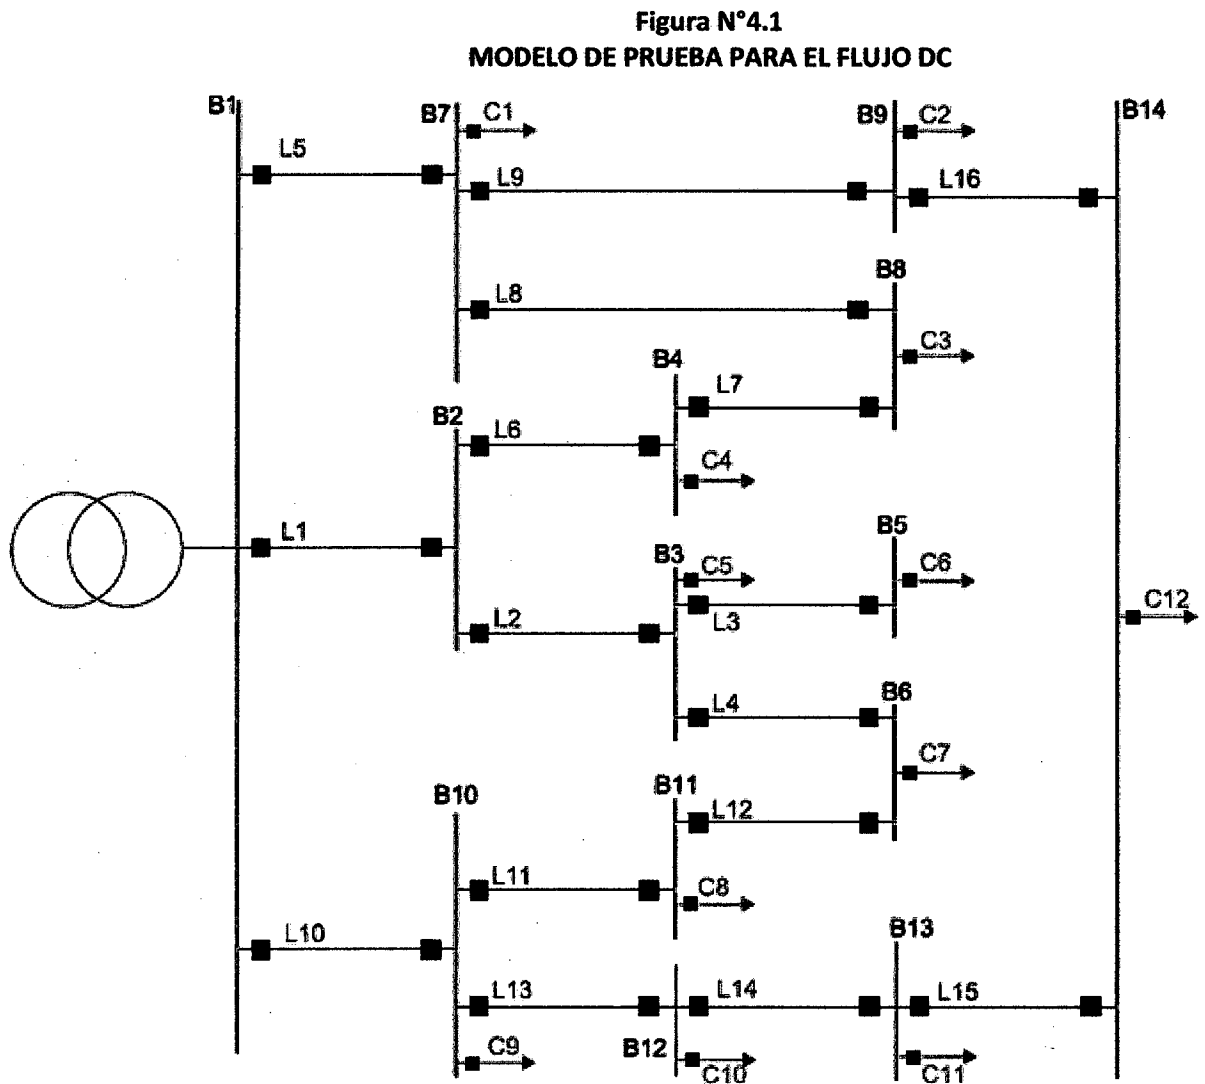 Figura N°4.1
MODELO DE PRUEBA PARA EL FLUJO DC
B1
B7
C1
B9
C2
B14
L5
L9
L16
B8
L8
C3
B4
L7
B2
L6
C4
L1
B5
B3
C5
C6
L2
L3
C12
B6
L4
C7
B10
B11
L12
L11
C8
L10
B13
L13
L14
L15
C9
B12
C10
C11